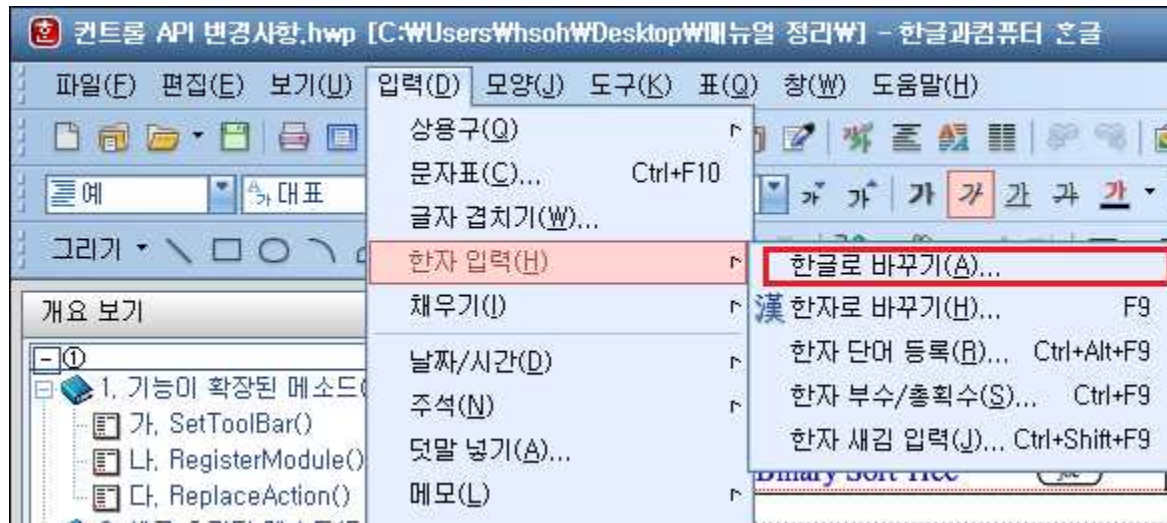 컨트롤 API 변경사항.hwp [C:₩Users₩hsoh₩Desktop₩매뉴얼 정리₩] - 한글과컴퓨터 ᄒᆞᆫ글
파일(F) 편집(E) 보기(U) 입력(D) 모양(J) 도구(K) 표(Q) 창(W) 도움말(H)
상용구(Q)
문자표(C)... Ctrl+F10
예 대표 가 가 가 가 가 가 가
글자 겹치기(W)...
그리기
한자 입력(H)
한글로 바꾸기(A)...
개요 보기
채우기(I)
漢 한자로 바꾸기(H)... F9
①
날짜/시간(D)
한자 단어 등록(R)... Ctrl+Alt+F9
1. 기능이 확장된 메소드(
주석(N)
한자 부수/총획수(S)... Ctrl+F9
가. SetToolBar()
나. RegisterModule()
덧말 넣기(A)...
한자 새김 입력(J)... Ctrl+Shift+F9
다. ReplaceAction()
메모(L)
Binary Sort Tree